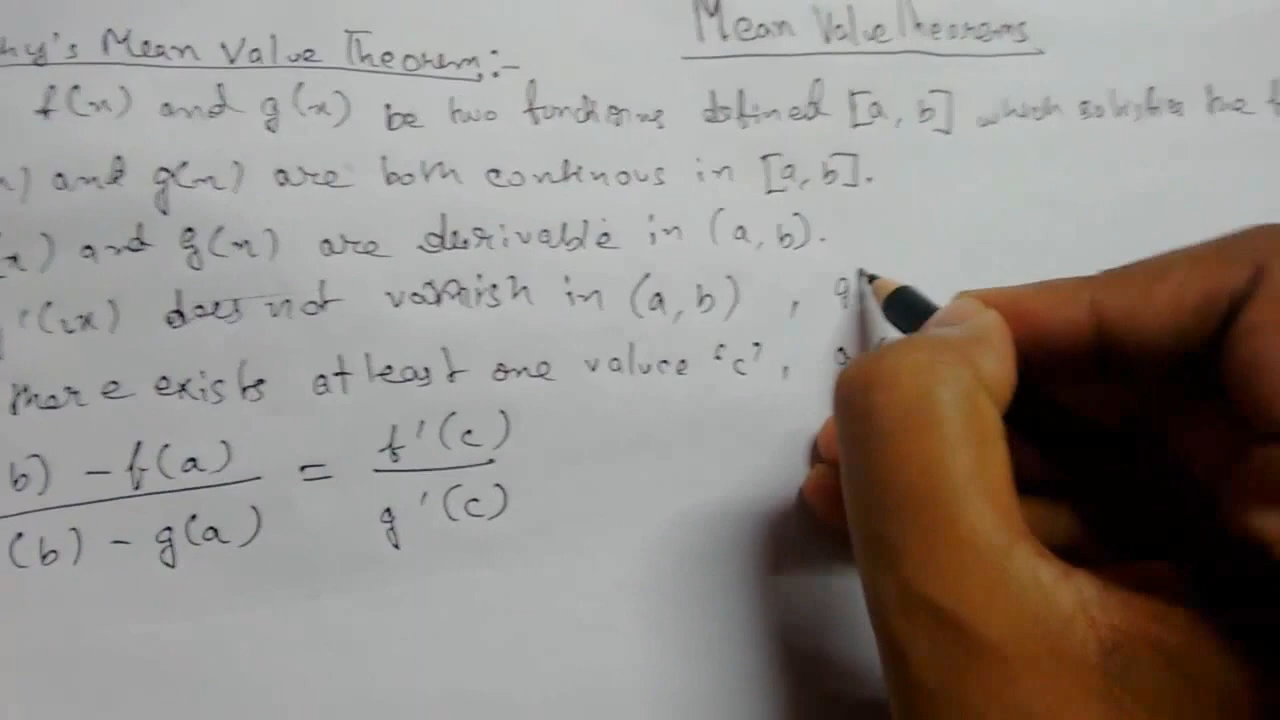 Mean Value Theorems
hy's Mean Value Theorem:-
f(x) and g(x) be two functions defined [a, b] which satisfies the f
x) and g(x) are both continous in [a, b].
x) and g(x) are derivable in (a, b).
'(x) does not vanish in (a, b) , g'
there exists atleast one value 'c' ,
b) - f(a) = f'(c)
(b) - g(a) g'(c)